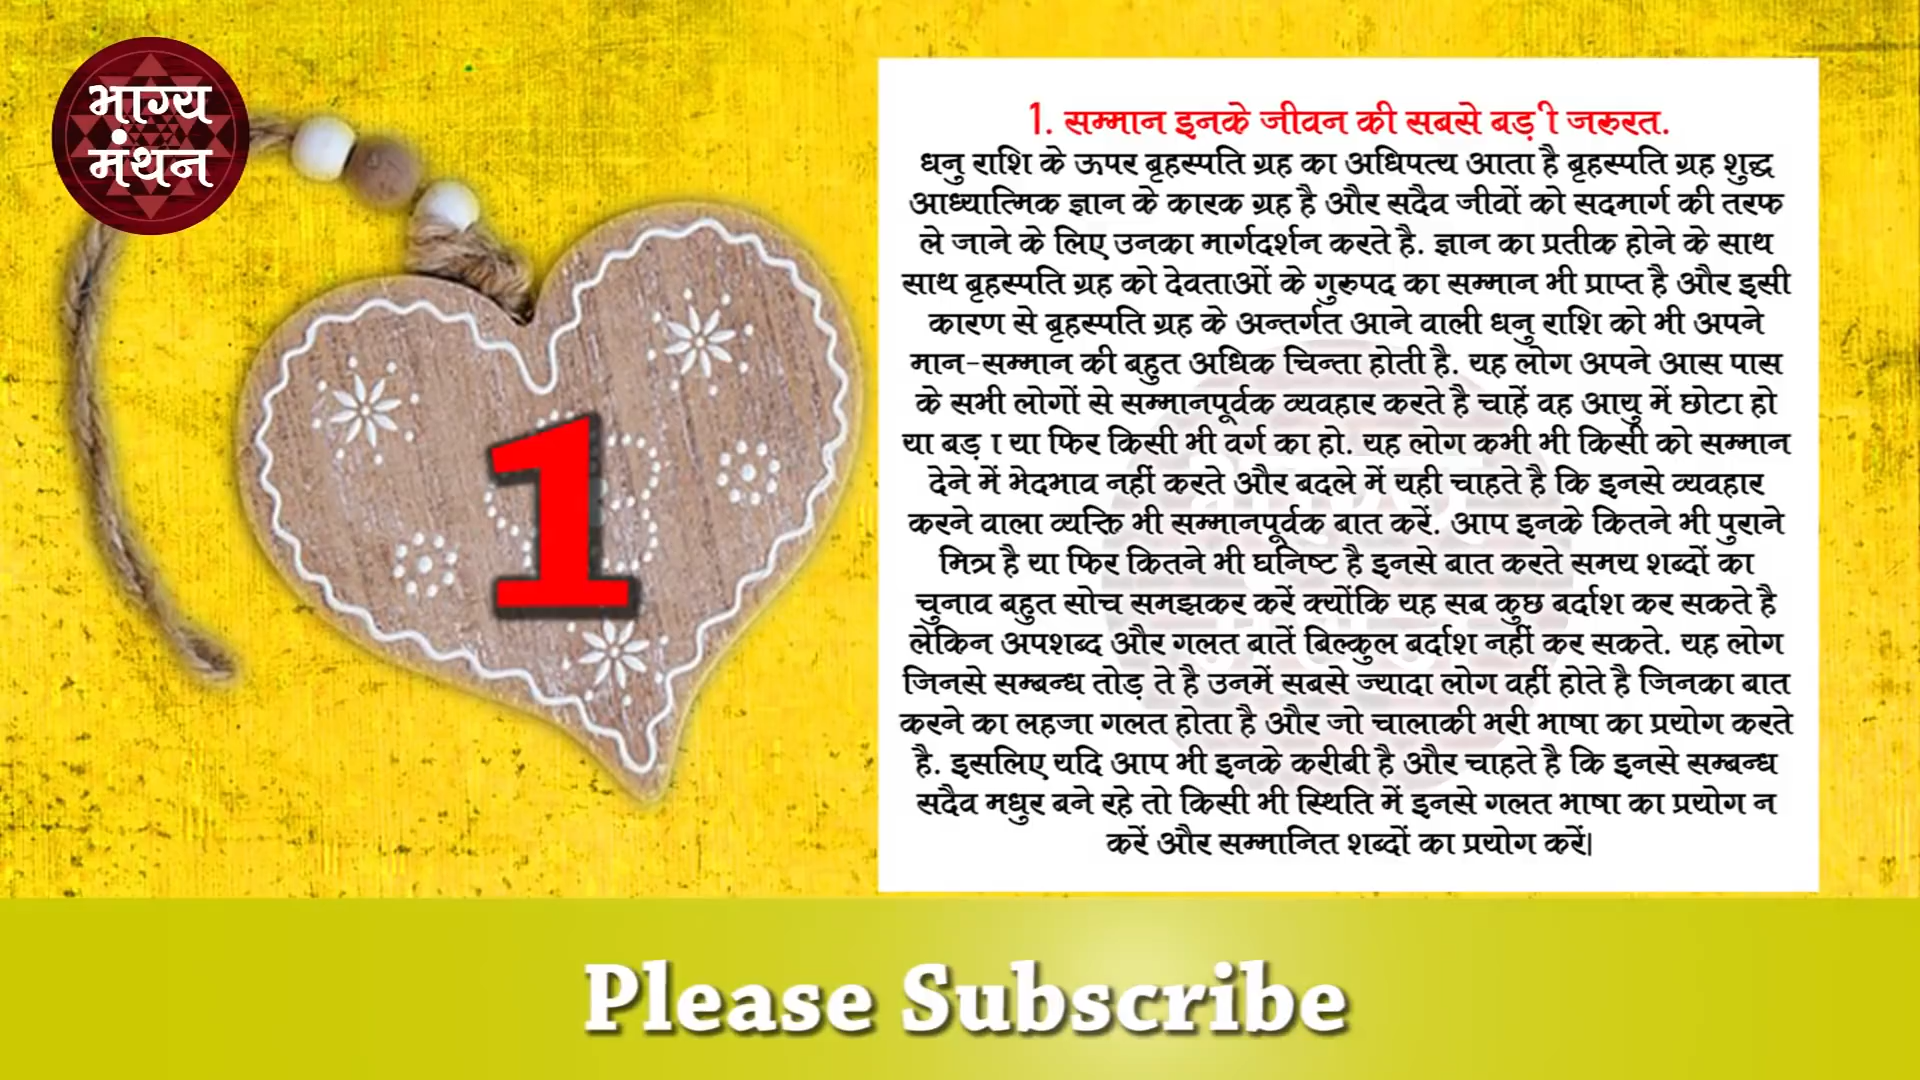 भाग्य
मंथन
1. सम्मान इनके जीवन की सबसे बड़ी जरुरत.
धनु राशि के ऊपर बृहस्पति ग्रह का अधिपत्य आता है बृहस्पति ग्रह शुद्ध
आध्यात्मिक ज्ञान के कारक ग्रह है और सदैव जीवों को सदमार्ग की तरफ
ले जाने के लिए उनका मार्गदर्शन करते है. ज्ञान का प्रतीक होने के साथ
साथ बृहस्पति ग्रह को देवताओं के गुरुपद का सम्मान भी प्राप्त है और इसी
कारण से बृहस्पति ग्रह के अन्तर्गत आने वाली धनु राशि को भी अपने
मान-सम्मान की बहुत अधिक चिन्ता होती है. यह लोग अपने आस पास
के सभी लोगों से सम्मानपूर्वक व्यवहार करते है चाहें वह आयु में छोटा हो
या बड़ा या फिर किसी भी वर्ग का हो. यह लोग कभी भी किसी को सम्मान
देने में भेदभाव नहीं करते और बदले में यही चाहते है कि इनसे व्यवहार
करने वाला व्यक्ति भी सम्मानपूर्वक बात करें. आप इनके कितने भी पुराने
मित्र है या फिर कितने भी घनिष्ट है इनसे बात करते समय शब्दों का
चुनाव बहुत सोच समझकर करें क्योंकि यह सब कुछ बर्दाश कर सकते है
लेकिन अपशब्द और गलत बातें बिल्कुल बर्दाश नहीं कर सकते. यह लोग
जिनसे सम्बन्ध तोड़ते है उनमें सबसे ज्यादा लोग वहीं होते है जिनका बात
करने का लहजा गलत होता है और जो चालाकी भरी भाषा का प्रयोग करते
है. इसलिए यदि आप भी इनके करीबी है और चाहते है कि इनसे सम्बन्ध
सदैव मधुर बने रहे तो किसी भी स्थिति में इनसे गलत भाषा का प्रयोग न
करें और सम्मानित शब्दों का प्रयोग करें|
1
Please Subscribe